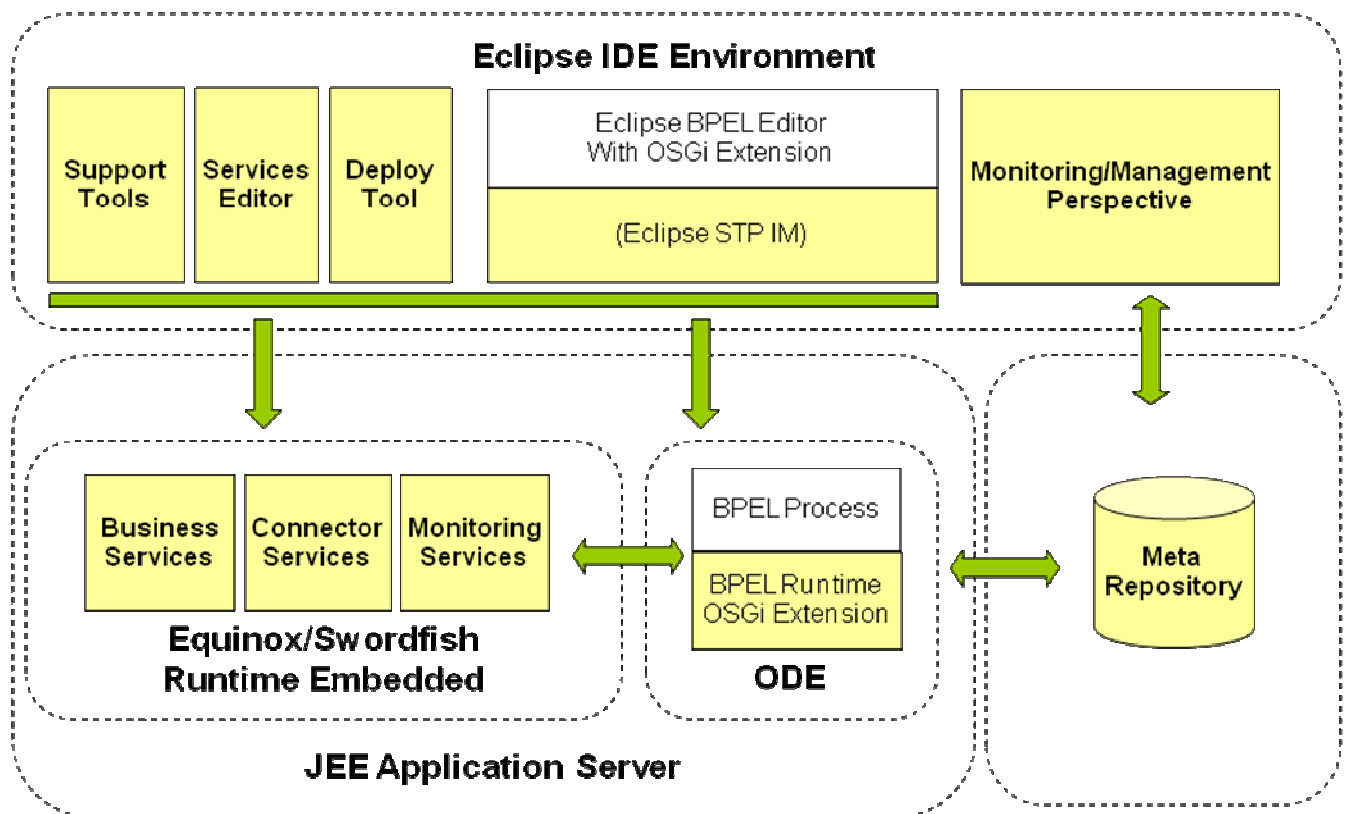 Eclipse IDE Environment
Support
Tools
Services
Editor
Deploy
Tool
Eclipse BPEL Editor
With OSGi Extension
(Eclipse STP IM)
Monitoring/Management
Perspective
Business
Services
Connector
Services
Monitoring
Services
Equinox/Swordfish
Runtime Embedded
BPEL Process
BPEL Runtime
OSGi Extension
ODE
JEE Application Server
Meta
Repository